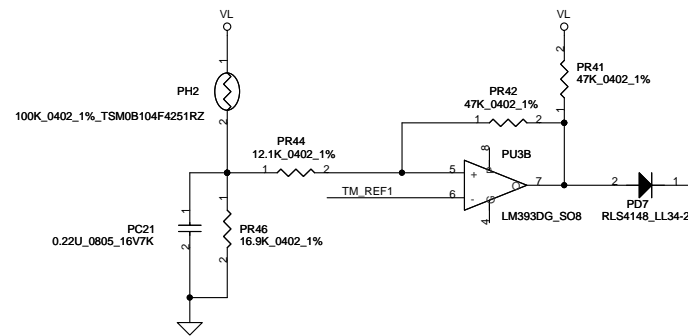 VL
VL
1
2
PH2
PR41
47K_0402_1%
PR42
47K_0402_1%
100K_0402_1%_TSM0B104F4251RZ
2
1
1
2
PR44
12.1K_0402_1%
PU3B
8
P
1
2
5
+
O
7
2
1
TM_REF1
6
-
G
PD7
RLS4148_LL34-2
LM393DG_SO8
4
1
1
PC21
0.22U_0805_16V7K
PR46
16.9K_0402_1%
2
2